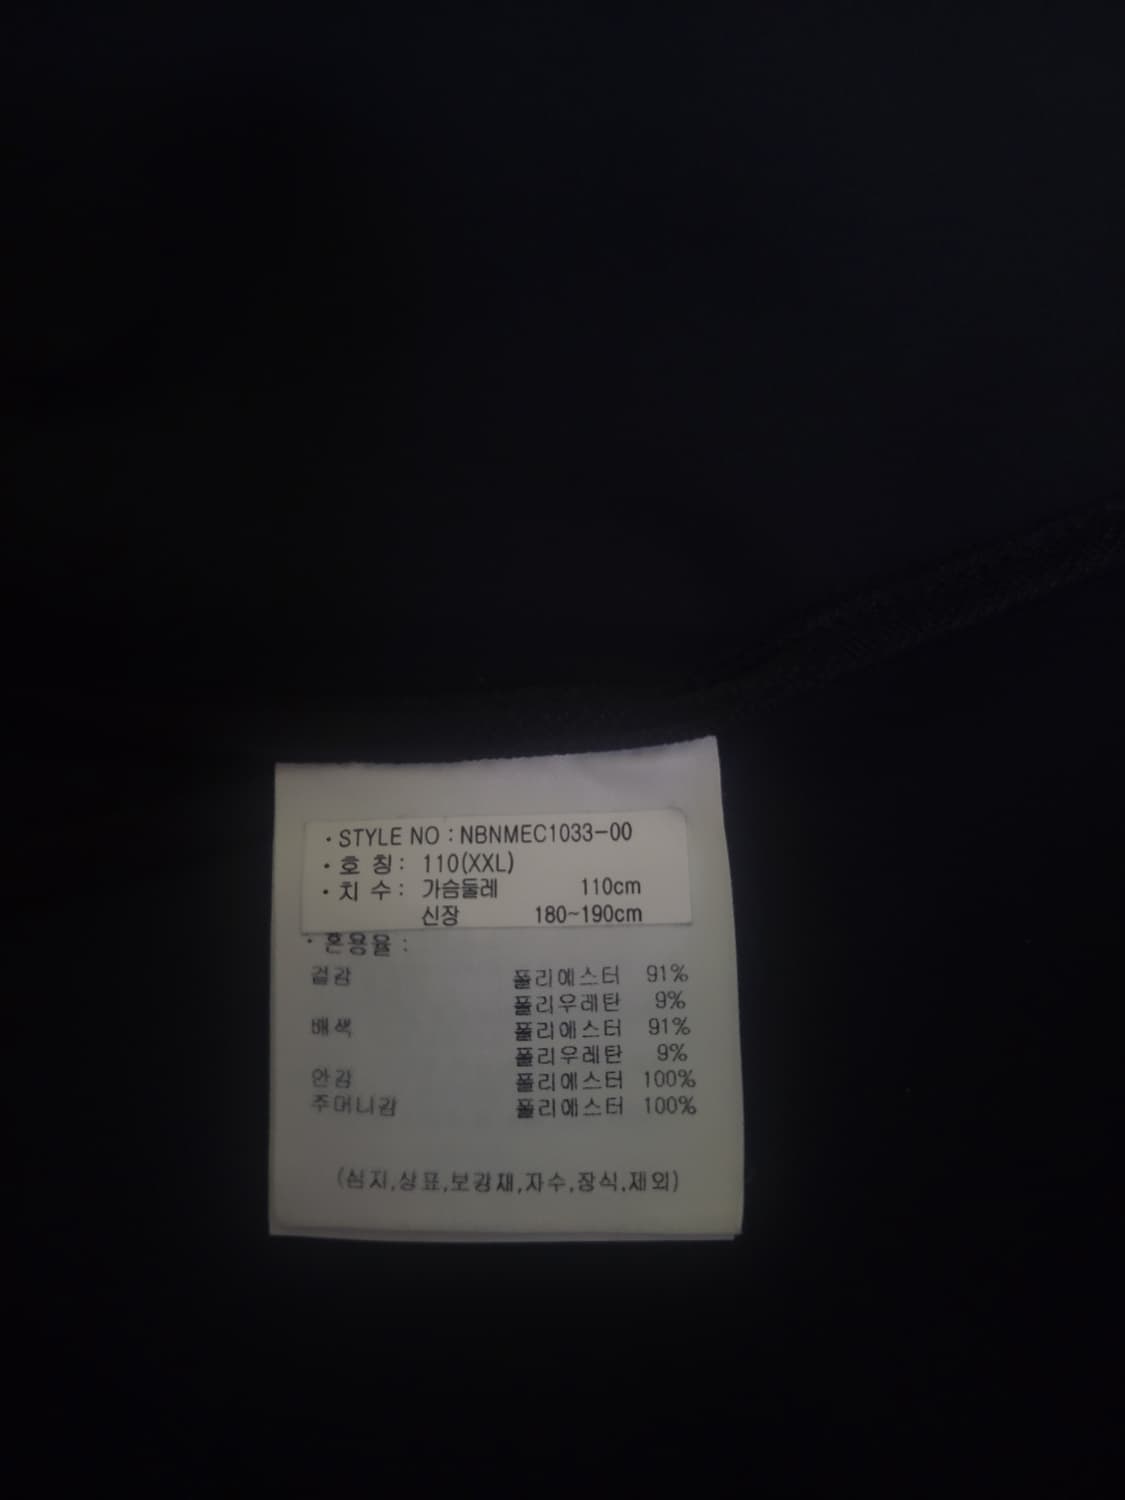 · STYLE NO : NBNMEC1033-00
· 호 칭 : 110(XXL)
· 치 수 : 가슴둘레 110cm
신장 180~190cm
· 혼용율 :
겉감 폴리에스터 91%
폴리우레탄 9%
배색 폴리에스터 91%
폴리우레탄 9%
안감 폴리에스터 100%
주머니감 폴리에스터 100%
(심지,상표,보강재,자수,장식,제외)